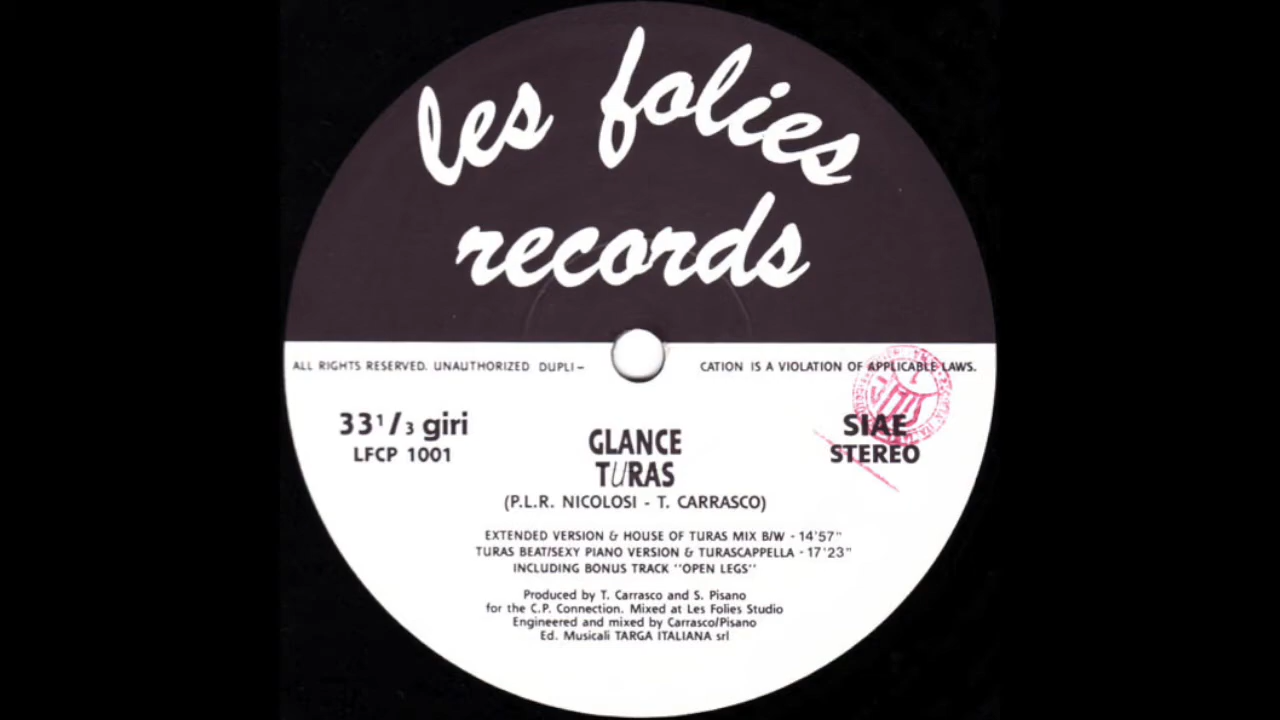 les folies
records
ALL RIGHTS RESERVED. UNAUTHORIZED DUPLI– CATION IS A VIOLATION OF APPLICABLE LAWS.
33 1/3 giri
LFCP 1001
SIAE
STEREO
GLANCE
TURAS
(P.L.R. NICOLOSI - T. CARRASCO)
EXTENDED VERSION & HOUSE OF TURAS MIX B/W - 14'57"
TURAS BEAT/SEXY PIANO VERSION & TURASCAPPELLA - 17'23"
INCLUDING BONUS TRACK "OPEN LEGS"
Produced by T. Carrasco and S. Pisano
for the C.P. Connection. Mixed at Les Folies Studio
Engineered and mixed by Carrasco/Pisano
Ed. Musicali TARGA ITALIANA srl